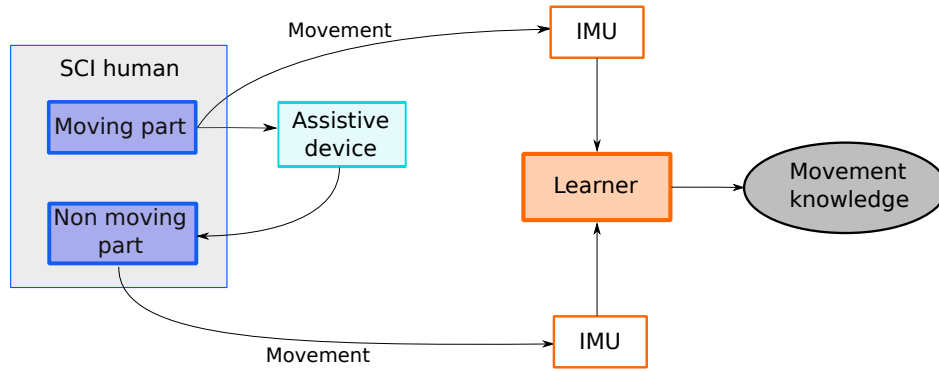 Movement
IMU
SCI human
Moving part
Assistive
device
Learner
Movement
knowledge
Non moving
part
IMU
Movement